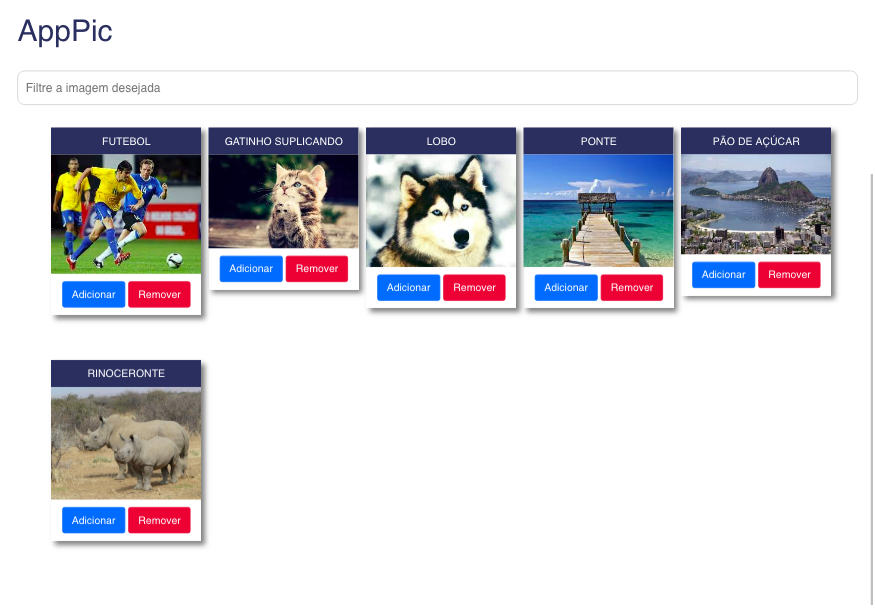 AppPic
Filtre a imagem desejada
FUTEBOL
GATINHO SUPLICANDO
LOBO
PONTE
PÃO DE AÇÚCAR
Adicionar Remover
Adicionar Remover
Adicionar Remover
Adicionar Remover
Adicionar Remover
RINOCERONTE
Adicionar Remover